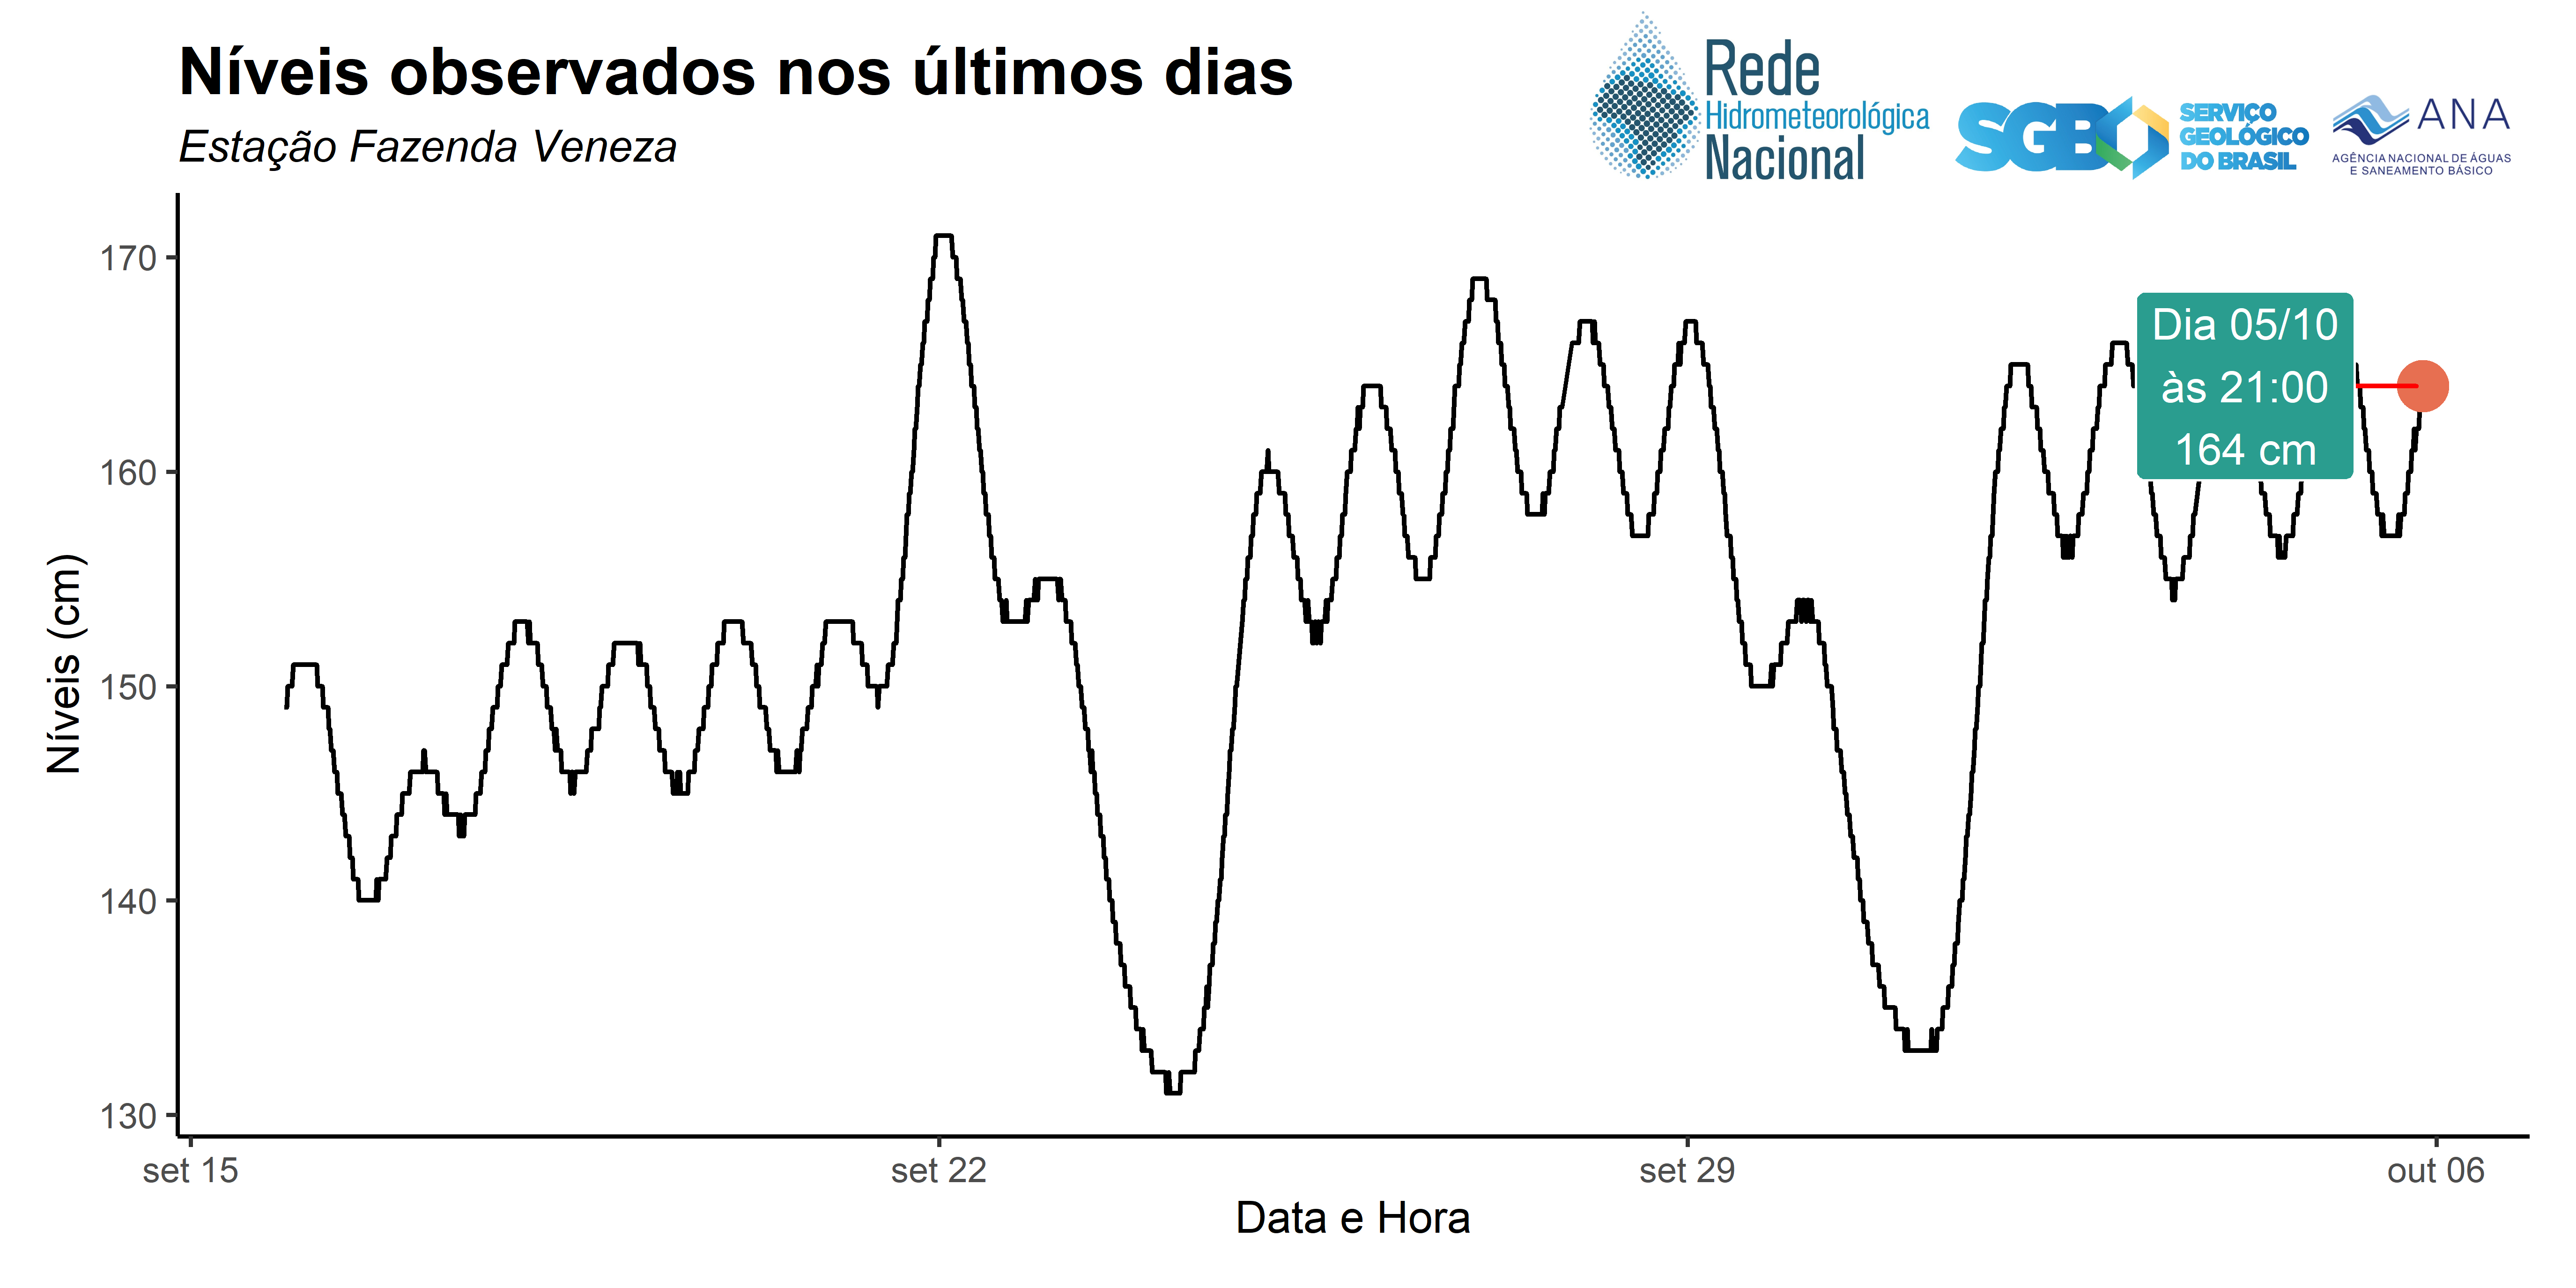 Níveis observados nos últimos dias
Estação Fazenda Veneza
Rede
Hidrometeorológica
Nacional
SGB
SERVIÇO
GEOLÓGICO
DO BRASIL
ANA
AGÊNCIA NACIONAL DE ÁGUAS
E SANEAMENTO BÁSICO
Níveis (cm)
170
160
150
140
130
Dia 05/10
às 21:00
164 cm
set 15
set 22
set 29
out 06
Data e Hora